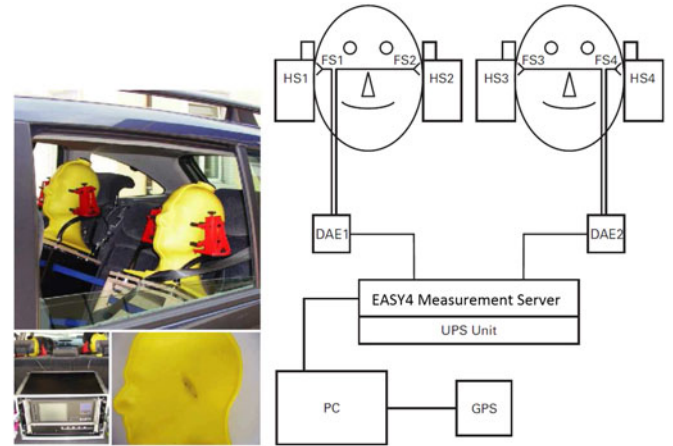 FS1 FS2
HS1 HS2
FS3 FS4
HS3 HS4
DAE1
DAE2
EASY4 Measurement Server
UPS Unit
PC
GPS